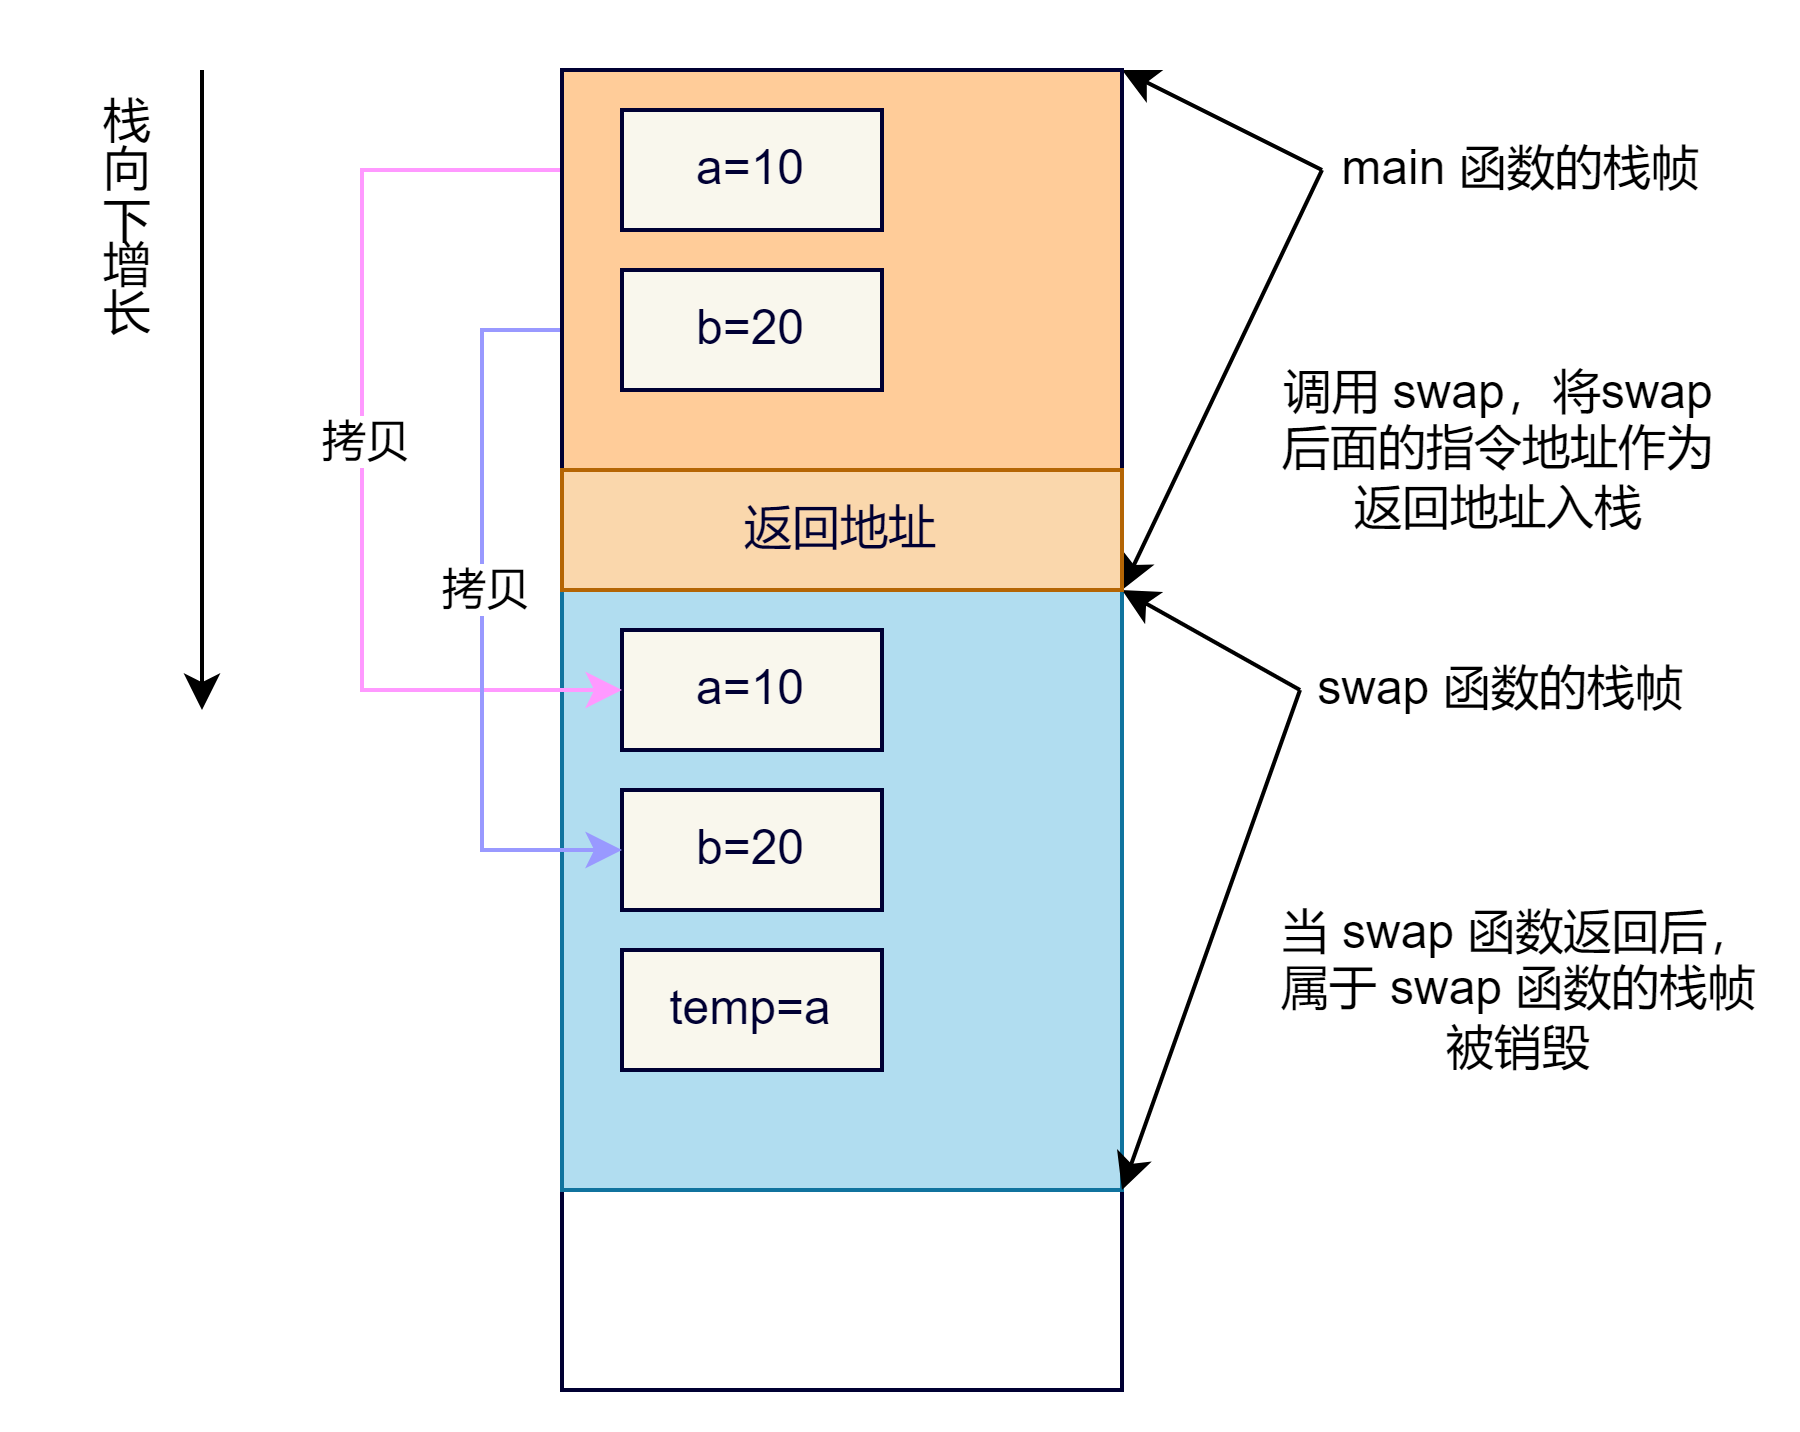 栈向下增长
a=10
main 函数的栈帧
b=20
调用 swap，将swap
后面的指令地址作为
返回地址入栈
拷贝
返回地址
拷贝
a=10
swap 函数的栈帧
b=20
当 swap 函数返回后，
属于 swap 函数的栈帧
被销毁
temp=a